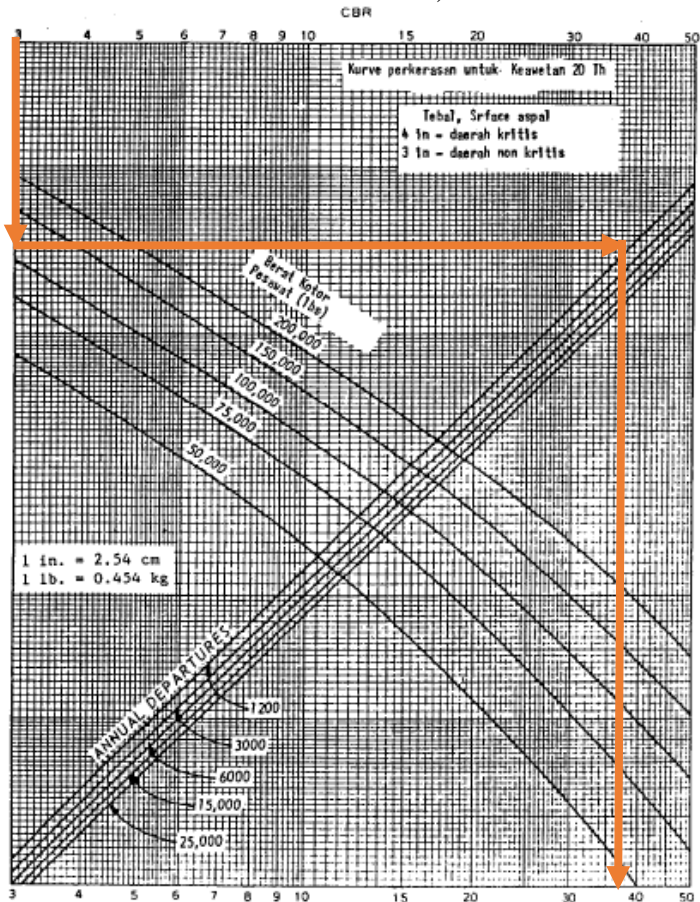 CBR
3 4 5 6 7 8 9 10 15 20 30 40 50
Kurve perkerasan untuk Keawetan 20 Th
Tebal, Srface aspal
4 in - daerah kritis
3 in - daerah non kritis
Berat Kotor
Pesawat (lbs)
200,000
150,000
100,000
75,000
50,000
1 in. = 2.54 cm
1 lb. = 0.454 kg
ANNUAL DEPARTURES
1200
3000
6000
15,000
25,000
3 4 5 6 7 8 9 10 15 20 30 40 50